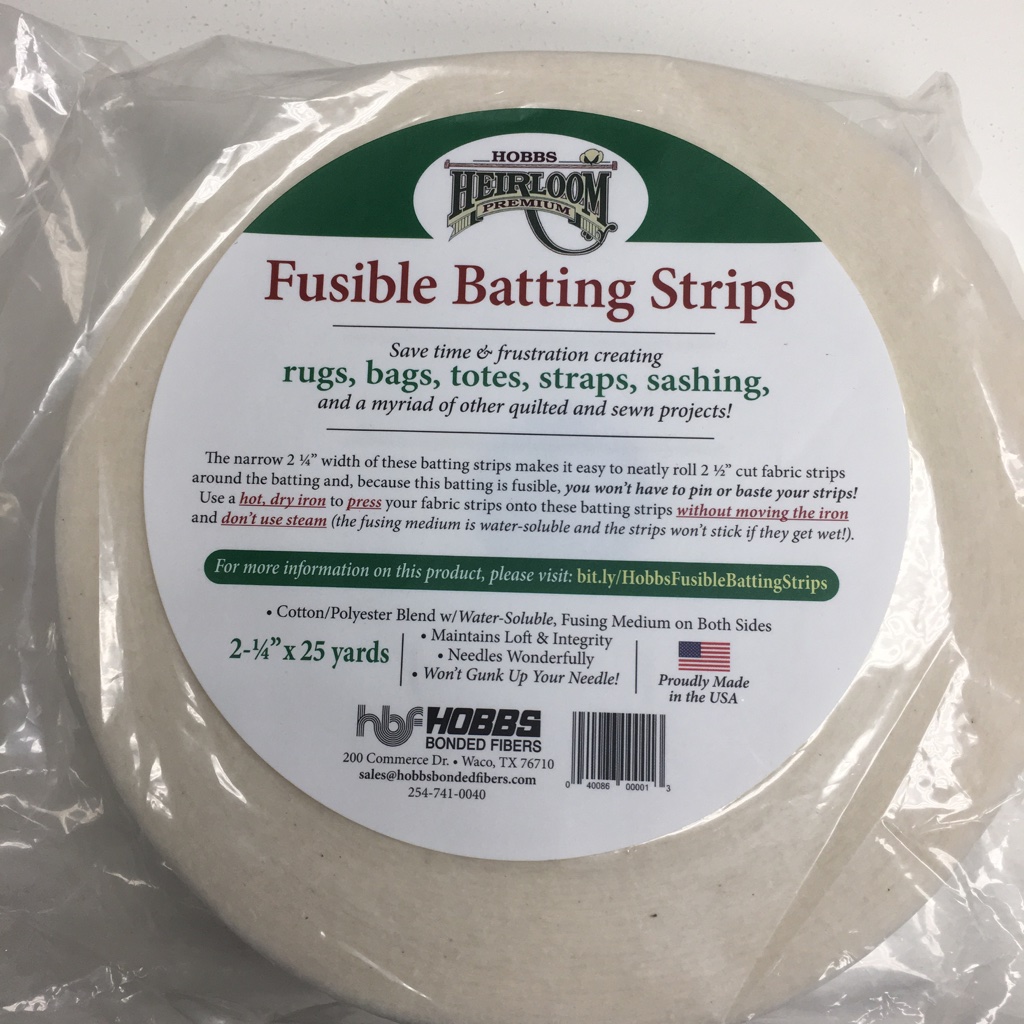 HOBBS
HEIRLOOM
PREMIUM
Fusible Batting Strips
Save time & frustration creating
rugs, bags, totes, straps, sashing,
and a myriad of other quilted and sewn projects!
The narrow 2 ¼” width of these batting strips makes it easy to neatly roll 2 ½” cut fabric strips
around the batting and, because this batting is fusible, you won't have to pin or baste your strips!
Use a hot, dry iron to press your fabric strips onto these batting strips without moving the iron
and don't use steam (the fusing medium is water-soluble and the strips won't stick if they get wet!).
For more information on this product, please visit: bit.ly/HobbsFusibleBattingStrips
• Cotton/Polyester Blend w/Water-Soluble, Fusing Medium on Both Sides
2-¼” x 25 yards
• Maintains Loft & Integrity
• Needles Wonderfully
• Won't Gunk Up Your Needle!
Proudly Made
in the USA
hbf HOBBS
BONDED FIBERS
200 Commerce Dr. • Waco, TX 76710
sales@hobbsbondedfibers.com
254-741-0040
0 40086 00001 3